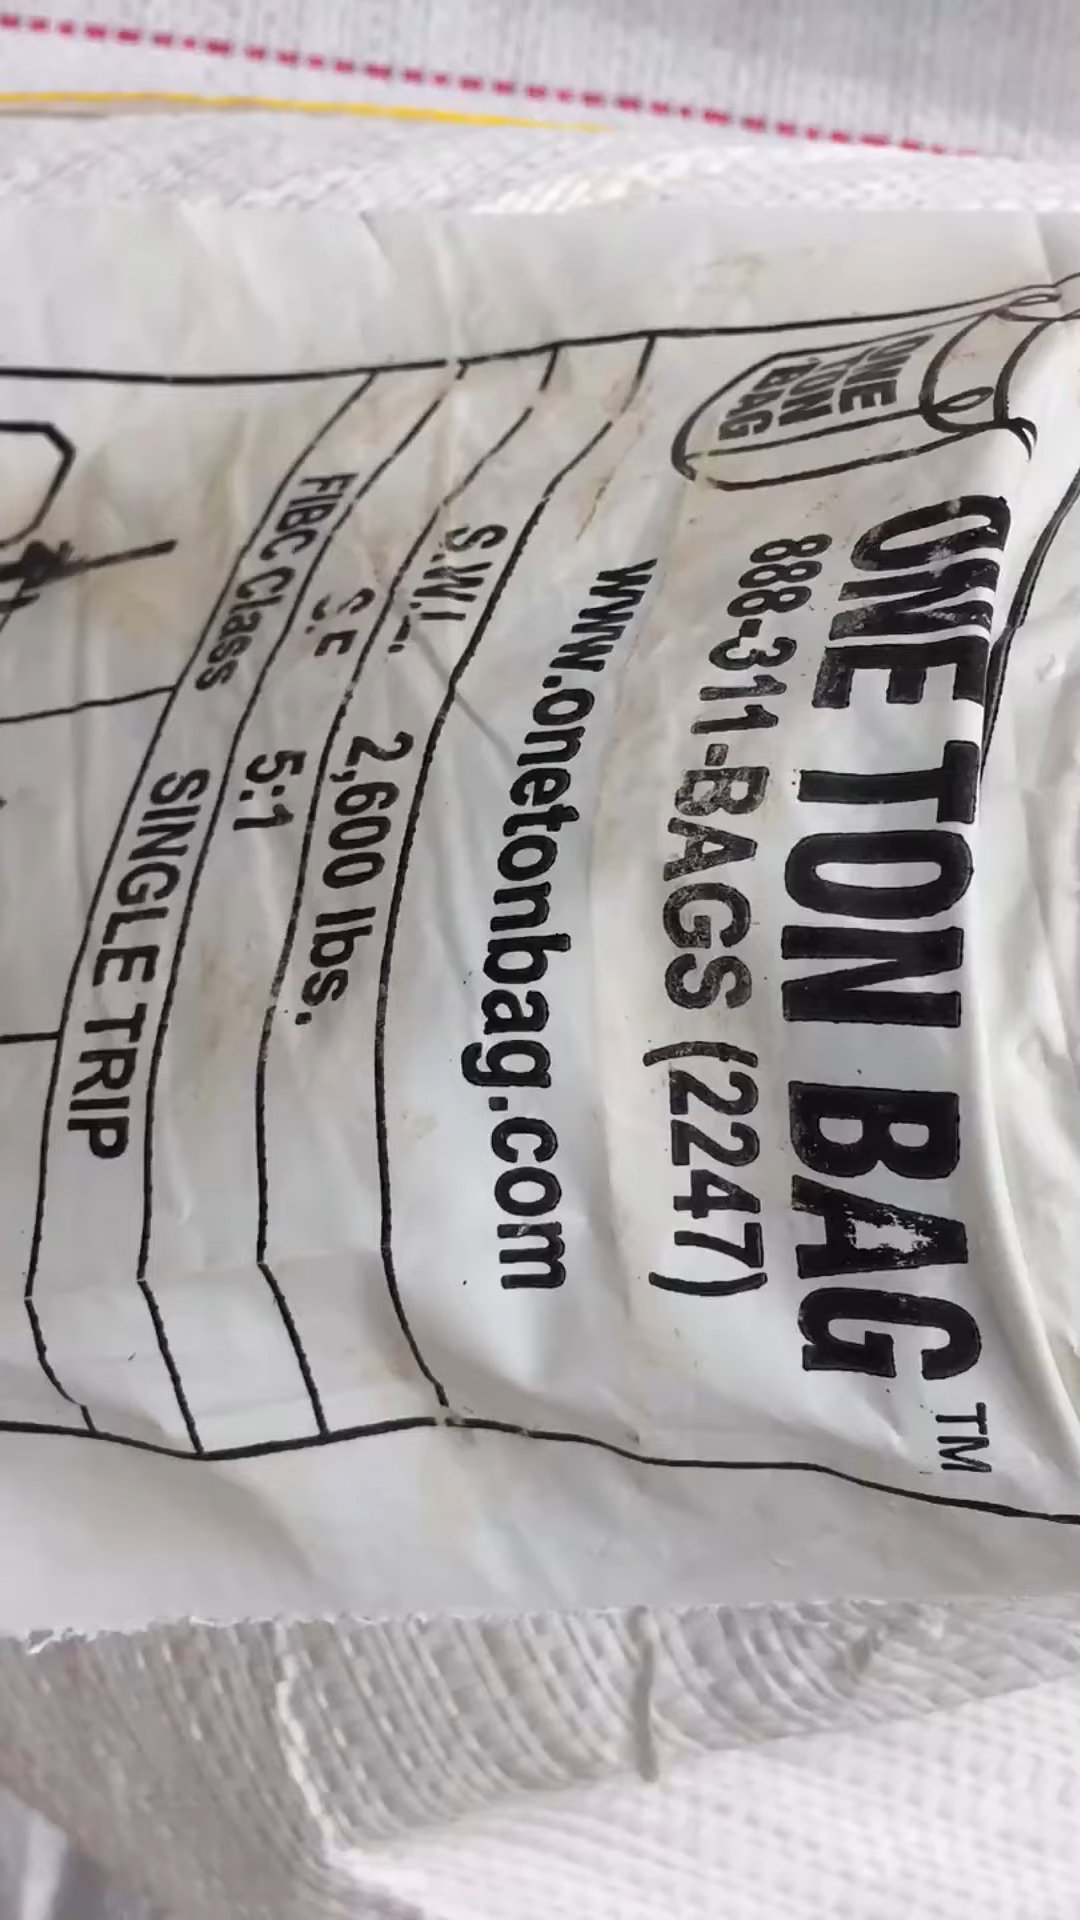 ONE
TON
BAG
ONE TON BAG™
888-311-BAGS (2247)
www.onetonbag.com
S.W.L. 2,600 lbs.
S.F 5:1
FIBC Class SINGLE TRIP